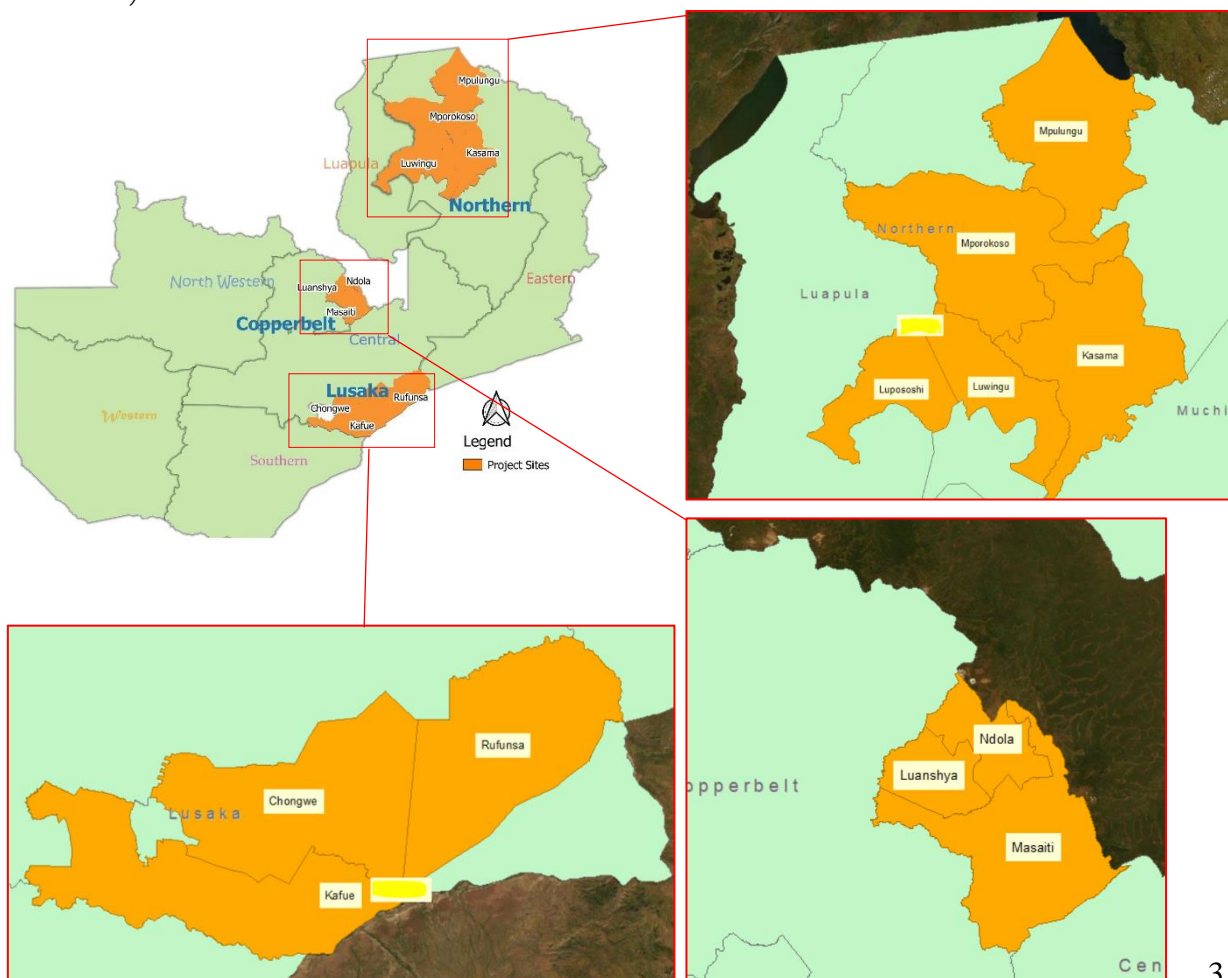 )
Mpulungu
Mporokoso
Kasama
Luapula
Luwingu
Northern
North Western
Luanshya
Ndola
Masaiti
Copperbelt
Central
Eastern
Western
Lusaka
Chongwe
Rufunsa
Kafue
Southern
Legend
Project Sites
Mpulungu
Northern
Mporokoso
Luapula
Kasama
Lupososhi
Luwingu
Muchi
Rufunsa
Chongwe
Lusaka
Kafue
Ndola
Luanshya
opperbelt
Masaiti
Cen
3